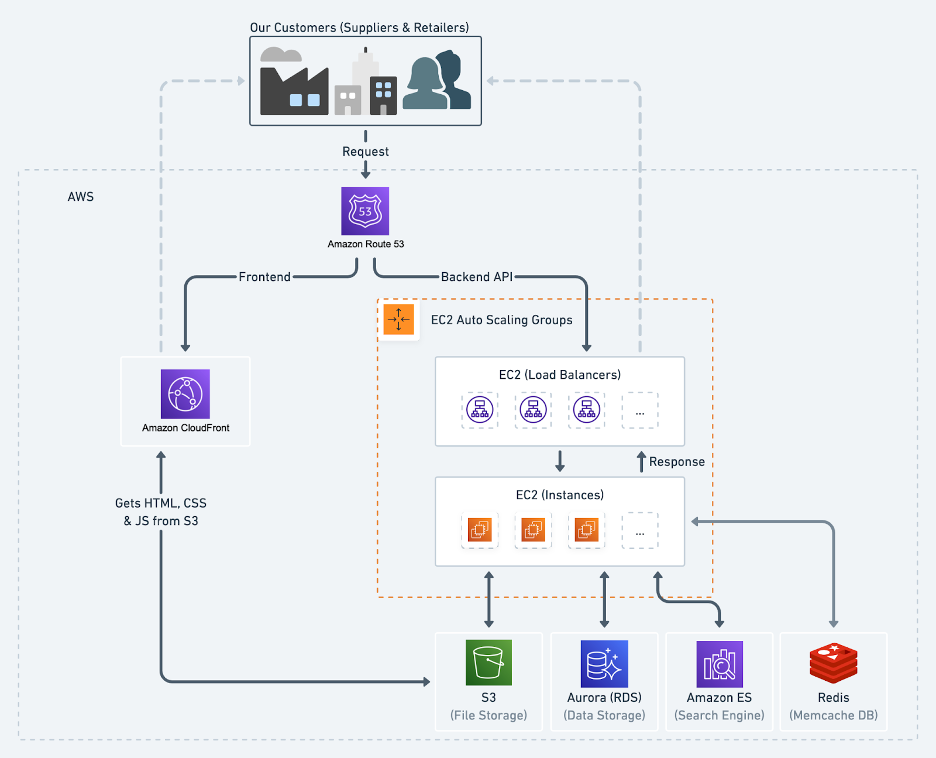 Our Customers (Suppliers & Retailers)
Request
AWS
53
Amazon Route 53
Frontend
Backend API
EC2 Auto Scaling Groups
EC2 (Load Balancers)
...
Amazon CloudFront
Response
EC2 (Instances)
...
Gets HTML, CSS
& JS from S3
S3
(File Storage)
Aurora (RDS)
(Data Storage)
Amazon ES
(Search Engine)
Redis
(Memcache DB)